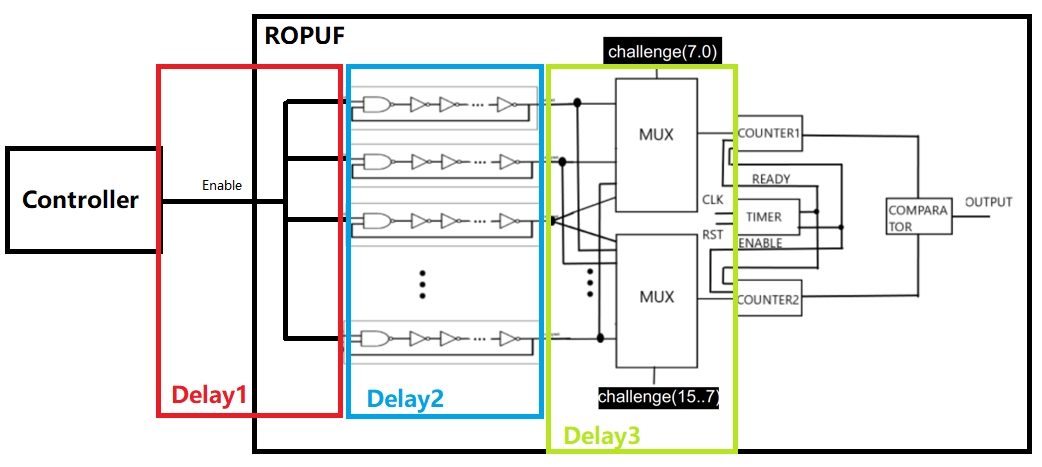 ROPUF
challenge(7.0)
MUX
COUNTER1
READY
CLK
TIMER
RST
ENABLE
Controller
Enable
COMPARA
TOR
OUTPUT
MUX
COUNTER2
challenge(15..7)
Delay1
Delay2
Delay3